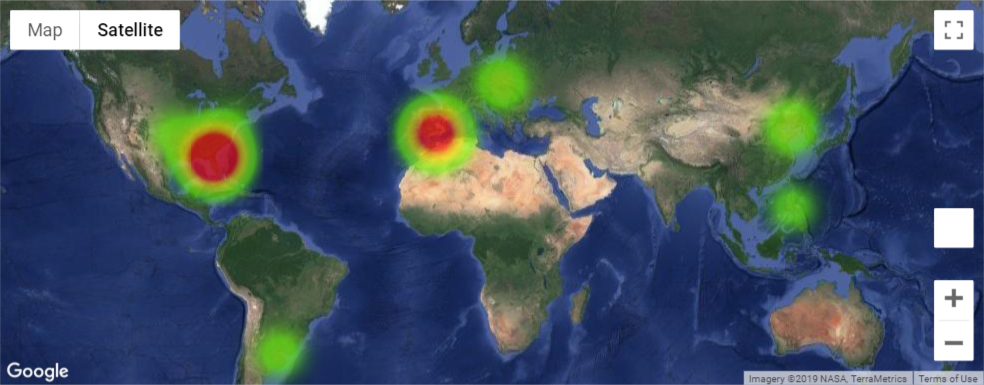 Map
Satellite
Google
Imagery ©2019 NASA, TerraMetrics
Terms of Use